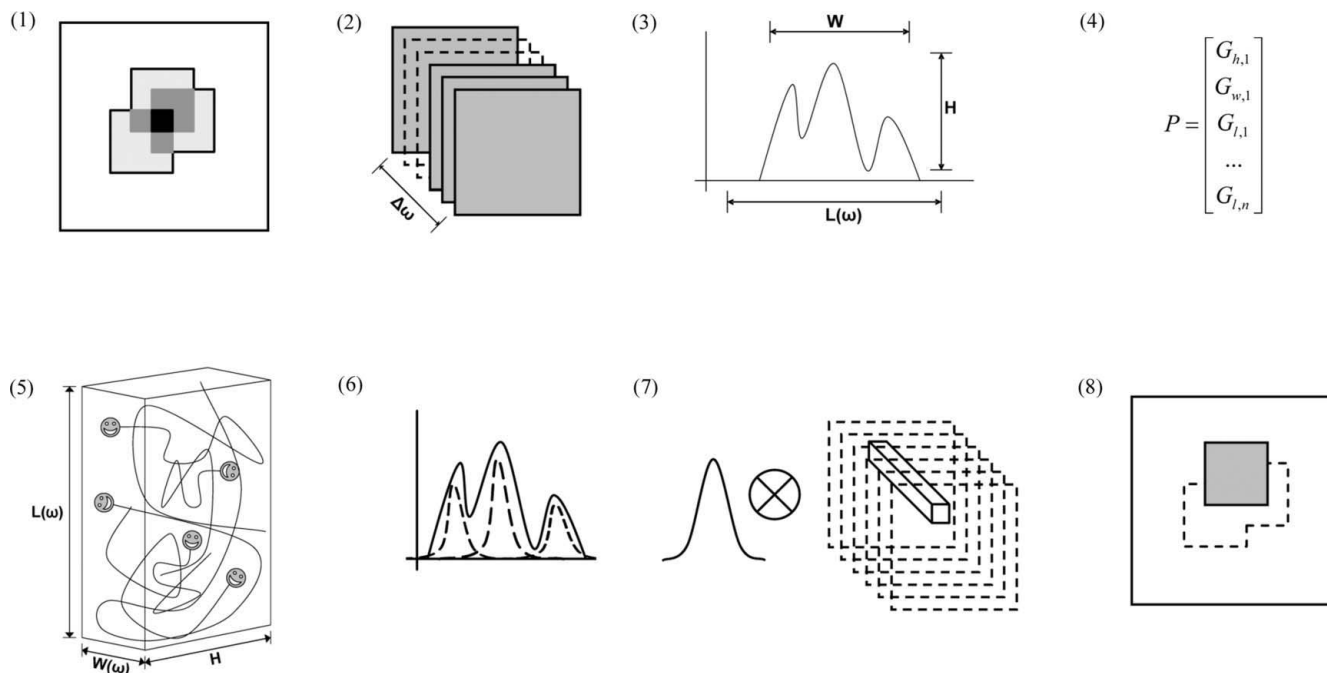 (1)
(2)
Δω
(3)
W
H
L(ω)
(4)
P = [G_{h,1}
G_{w,1}
G_{l,1}
...
G_{l,n}]
(5)
L(ω)
W(ω)
H
(6)
(7)
(8)